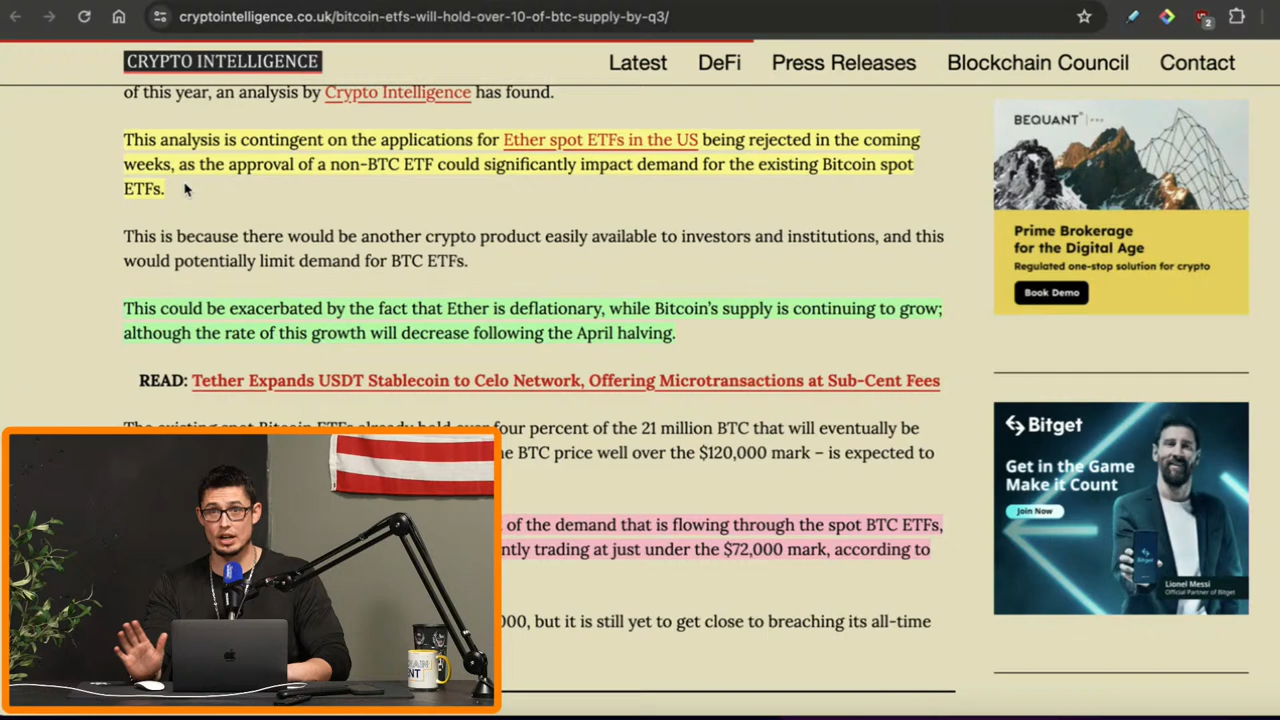 cryptointelligence.co.uk/bitcoin-etfs-will-hold-over-10-of-btc-supply-by-q3/
2
CRYPTO INTELLIGENCE
Latest
DeFi
Press Releases
Blockchain Council
Contact
of this year, an analysis by Crypto Intelligence has found.
This analysis is contingent on the applications for Ether spot ETFs in the US being rejected in the coming
weeks, as the approval of a non-BTC ETF could significantly impact demand for the existing Bitcoin spot
ETFs.
This is because there would be another crypto product easily available to investors and institutions, and this
would potentially limit demand for BTC ETFs.
This could be exacerbated by the fact that Ether is deflationary, while Bitcoin's supply is continuing to grow;
although the rate of this growth will decrease following the April halving.
READ: Tether Expands USDT Stablecoin to Celo Network, Offering Microtransactions at Sub-Cent Fees
The existing spot Bitcoin ETFs already hold over four percent of the 21 million BTC that will eventually be
BTC price well over the $120,000 mark – is expected to
of the demand that is flowing through the spot BTC ETFs,
trading at just under the $72,000 mark, according to
but it is still yet to get close to breaching its all-time
BEQUANT
Prime Brokerage
for the Digital Age
Regulated one-stop solution for crypto
Book Demo
Bitget
Get in the Game
Make it Count
Join Now
Bitget
Lionel Messi
Official Partner of Bitget